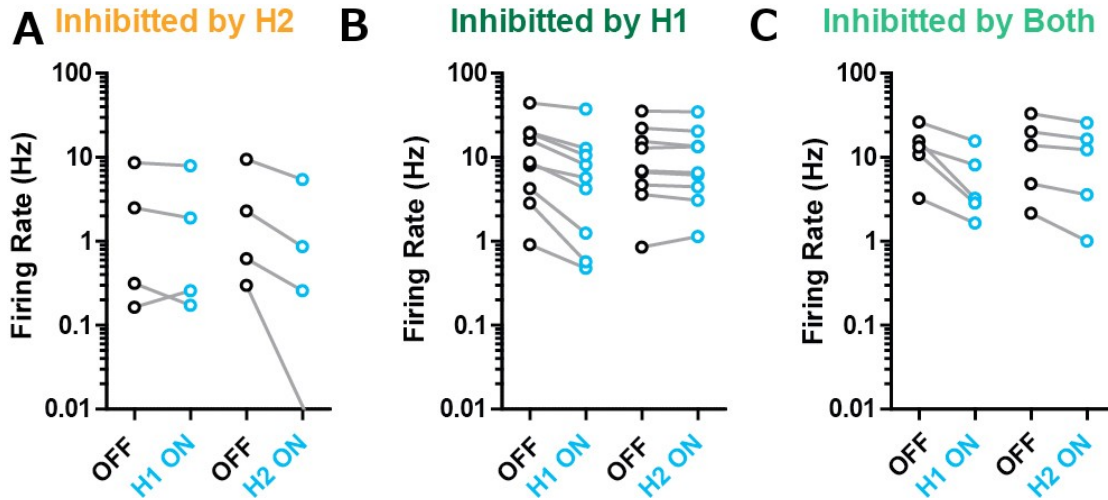 A Inhibitted by H2
Firing Rate (Hz)
100
10
1
0.1
0.01
OFF
H1 ON
OFF
H2 ON
B Inhibitted by H1
Firing Rate (Hz)
100
10
1
0.1
0.01
OFF
H1 ON
OFF
H2 ON
C Inhibitted by Both
Firing Rate (Hz)
100
10
1
0.1
0.01
OFF
H1 ON
OFF
H2 ON